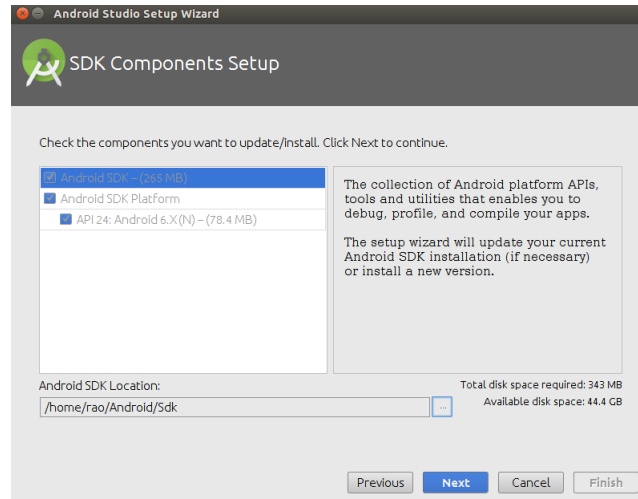 Android Studio Setup Wizard
SDK Components Setup
Check the components you want to update/install. Click Next to continue.
Android SDK – (265 MB)
Android SDK Platform
API 24: Android 6.X (N) – (78.4 MB)
The collection of Android platform APIs,
tools and utilities that enables you to
debug, profile, and compile your apps.
The setup wizard will update your current
Android SDK installation (if necessary)
or install a new version.
Android SDK Location:
/home/rao/Android/Sdk
...
Total disk space required: 343 MB
Available disk space: 44.4 GB
Previous
Next
Cancel
Finish